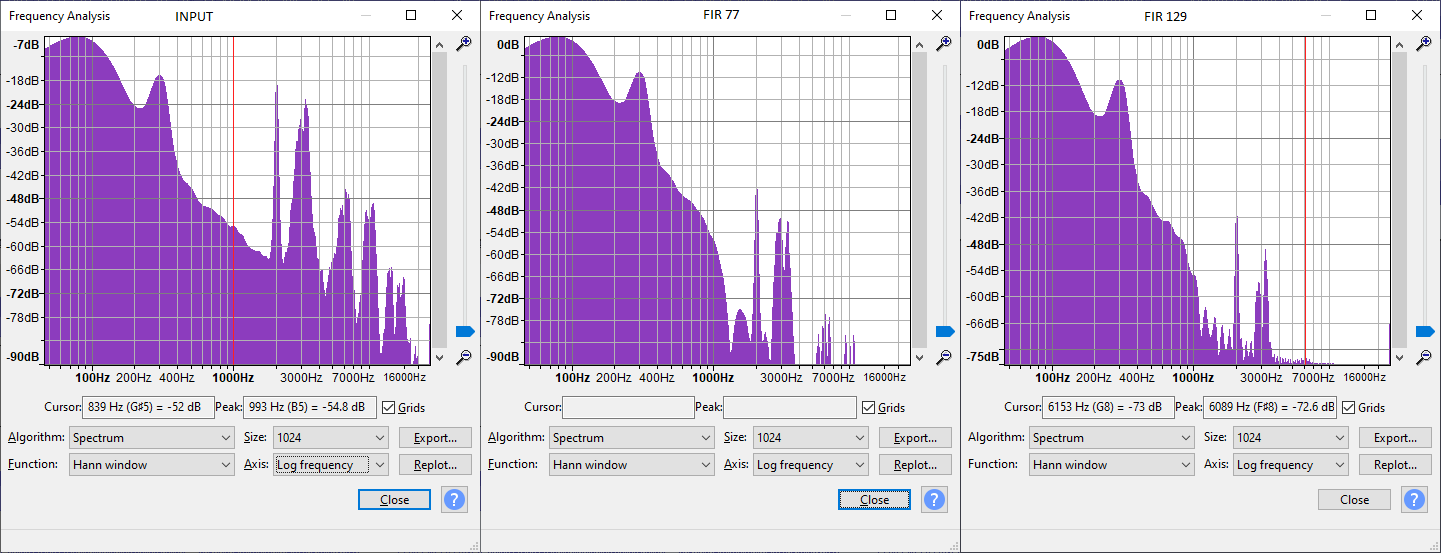 Frequency Analysis INPUT
-7dB
-18dB
-24dB
-30dB
-36dB
-42dB
-48dB
-54dB
-60dB
-66dB
-72dB
-78dB
-90dB
100Hz 200Hz 400Hz 1000Hz 3000Hz 7000Hz 16000Hz
Cursor: 839 Hz (G#5) = -52 dB Peak: 993 Hz (B5) = -54.8 dB Grids
Algorithm: Spectrum Size: 1024 Export...
Function: Hann window Axis: Log frequency Replot...
Close ?
Frequency Analysis FIR 77
0dB
-12dB
-18dB
-24dB
-30dB
-36dB
-42dB
-48dB
-54dB
-60dB
-66dB
-72dB
-78dB
-90dB
100Hz 200Hz 400Hz 1000Hz 3000Hz 7000Hz 16000Hz
Cursor: Peak: Grids
Algorithm: Spectrum Size: 1024 Export...
Function: Hann window Axis: Log frequency Replot...
Close ?
Frequency Analysis FIR 129
0dB
-12dB
-18dB
-24dB
-30dB
-36dB
-42dB
-48dB
-54dB
-60dB
-66dB
-75dB
100Hz 200Hz 400Hz 1000Hz 3000Hz 7000Hz 16000Hz
Cursor: 6153 Hz (G8) = -73 dB Peak: 6089 Hz (F#8) = -72.6 dB Grids
Algorithm: Spectrum Size: 1024 Export...
Function: Hann window Axis: Log frequency Replot...
Close ?